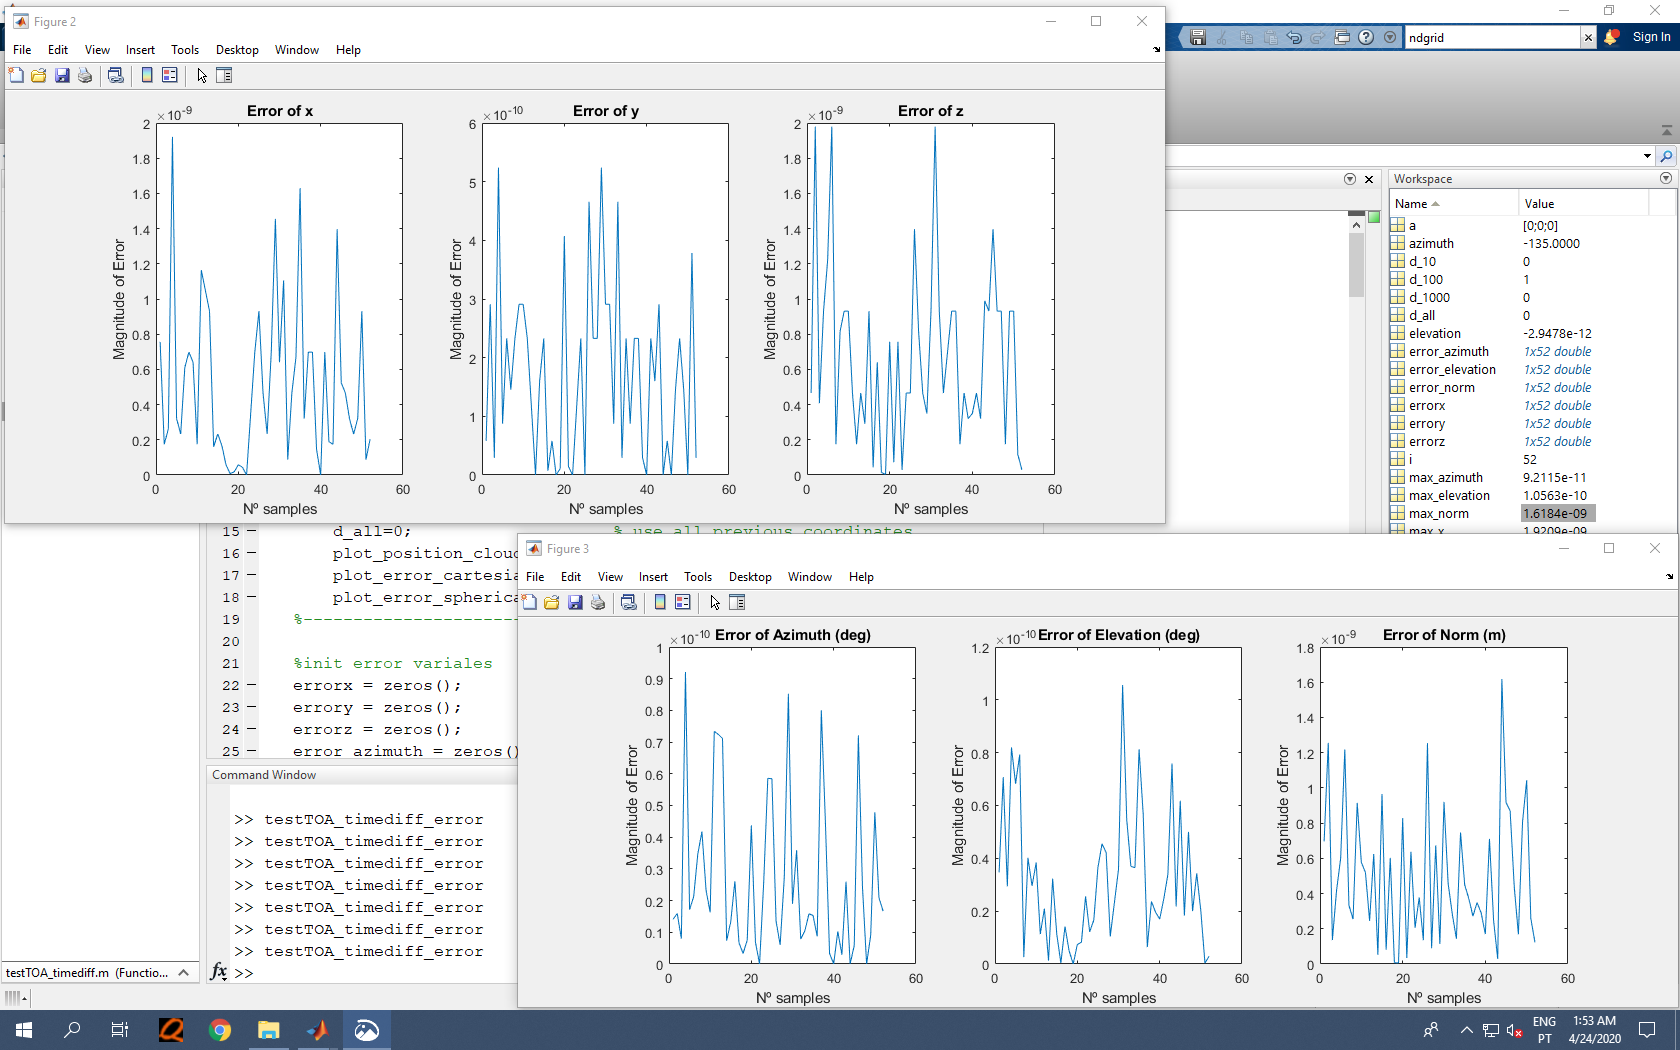 Figure 2
File Edit View Insert Tools Desktop Window Help
ndgrid
Sign In
×10-9
Error of x
2
1.8
1.6
1.4
1.2
1
0.8
0.6
0.4
0.2
0
0 20 40 60
Magnitude of Error
Nº samples
×10-10
Error of y
6
5
4
3
2
1
0
0 20 40 60
Magnitude of Error
Nº samples
×10-9
Error of z
2
1.8
1.6
1.4
1.2
1
0.8
0.6
0.4
0.2
0
0 20 40 60
Magnitude of Error
Nº samples
Workspace
Name Value
a [0;0;0]
azimuth -135.0000
d_10 0
d_100 1
d_1000 0
d_all 0
elevation -2.9478e-12
error_azimuth 1x52 double
error_elevation 1x52 double
error_norm 1x52 double
errorx 1x52 double
errory 1x52 double
errorz 1x52 double
i 52
max_azimuth 9.2115e-11
max_elevation 1.0563e-10
max_norm 1.6184e-09
max_x 1.9209e-09
15 – d_all=0; % use all previous coordinates
16 – plot_position_clou
17 – plot_error_cartesia
18 – plot_error_spherica
19 %-----------------------
20
21 %init error variales
22 – errorx = zeros();
23 – errory = zeros();
24 – errorz = zeros();
25 – error_azimuth = zeros()
Command Window
>> testTOA_timediff_error
>> testTOA_timediff_error
>> testTOA_timediff_error
>> testTOA_timediff_error
>> testTOA_timediff_error
>> testTOA_timediff_error
>> testTOA_timediff_error
fx >>
testTOA_timediff.m (Functio...
Figure 3
File Edit View Insert Tools Desktop Window Help
×10-10
Error of Azimuth (deg)
1
0.9
0.8
0.7
0.6
0.5
0.4
0.3
0.2
0.1
0
0 20 40 60
Magnitude of Error
Nº samples
×10-10
Error of Elevation (deg)
1.2
1
0.8
0.6
0.4
0.2
0
0 20 40 60
Magnitude of Error
Nº samples
×10-9
Error of Norm (m)
1.8
1.6
1.4
1.2
1
0.8
0.6
0.4
0.2
0
0 20 40 60
Magnitude of Error
Nº samples
ENG
PT
1:53 AM
4/24/2020